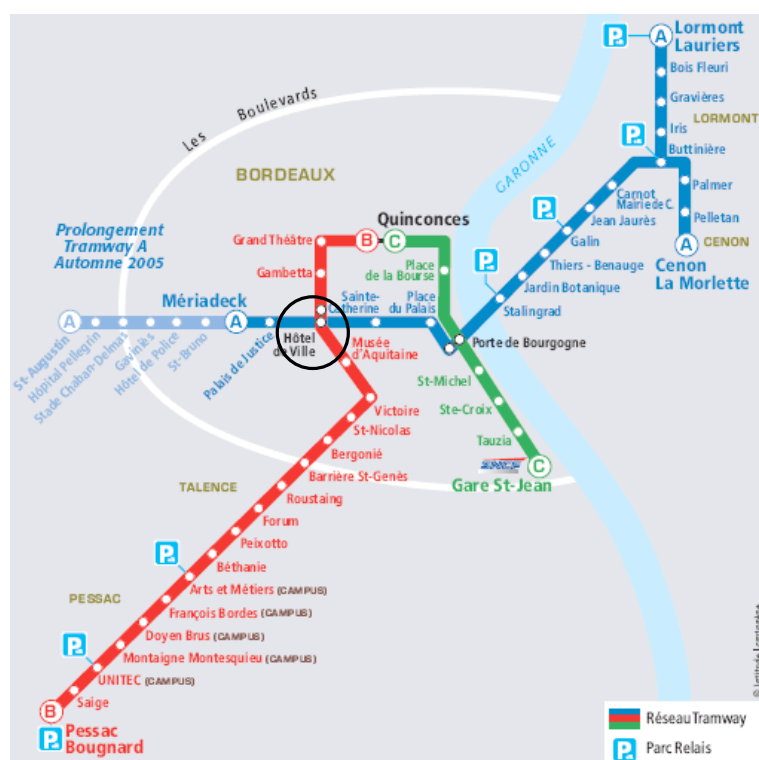 Lormont
Lauriers
A
Bois Fleuri
Gravières
LORMONT
Iris
Buttinière
Les Boulevards
BORDEAUX
GARONNE
Palmer
Carnot
Mairie de C.
Pelletan
Jean Jaurès
Galin
CENON
A
Cenon
La Morlette
Thiers - Benauge
Jardin Botanique
Stalingrad
Quinconces
Grand Théâtre
B
C
Place
de la Bourse
Gambetta
Prolongement
Tramway A
Automne 2005
Mériadeck
Sainte-
Catherine
Place
du Palais
A
A
St-Augustin
Hôpital Pellegrin
Stade Chaban-Delmas
Gaviniès
Hôtel de Police
St-Bruno
Palais de Justice
Hôtel
de Ville
Musée
d'Aquitaine
Porte de Bourgogne
St-Michel
Ste-Croix
Tauzia
SNCF
C
Gare St-Jean
Victoire
St-Nicolas
Bergonié
Barrière St-Genès
TALENCE
Roustaing
Forum
Peixotto
Béthanie
Arts et Métiers (CAMPUS)
PESSAC
François Bordes (CAMPUS)
Doyen Brus (CAMPUS)
Montaigne Montesquieu (CAMPUS)
UNITEC (CAMPUS)
Saige
B
Pessac
Bougnard
P
P
P
P
P
P
P
Réseau Tramway
P
Parc Relais